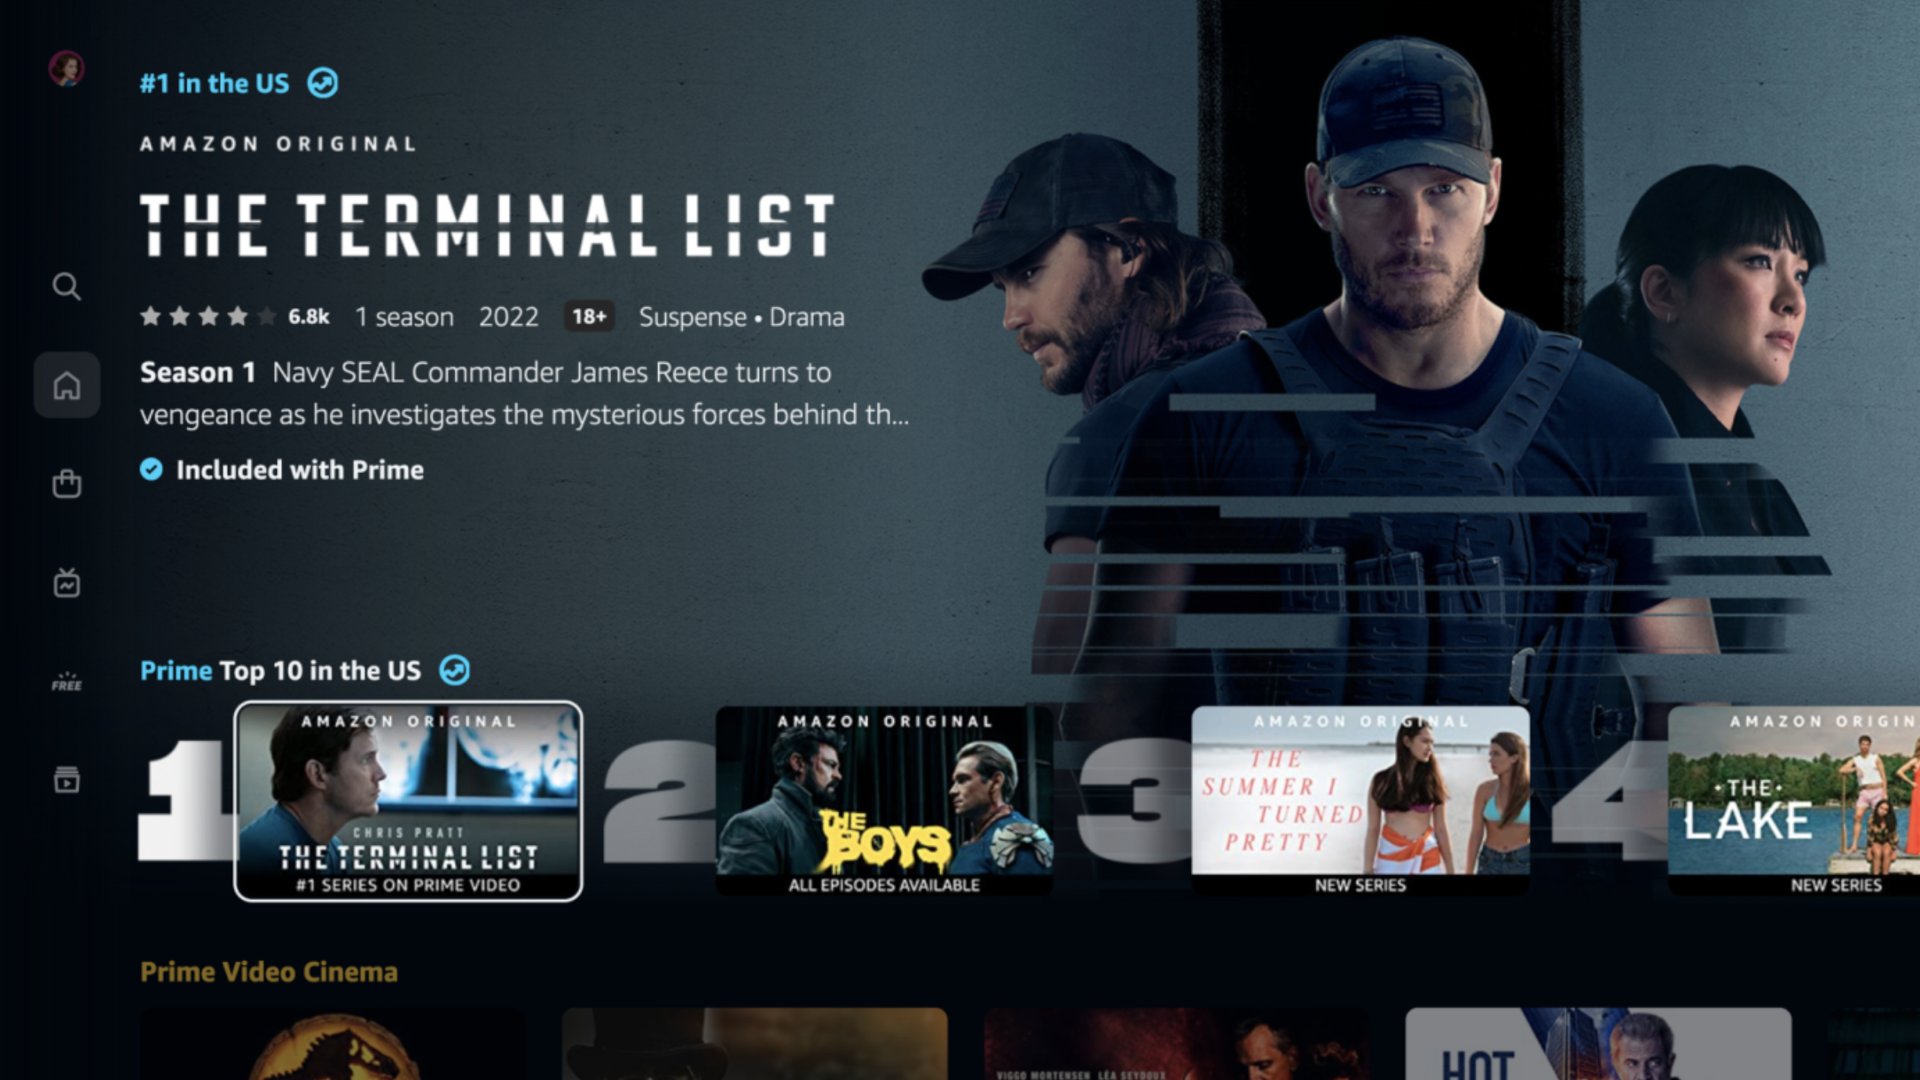 #1 in the US
AMAZON ORIGINAL
THE TERMINAL LIST
6.8k 1 season 2022 18+ Suspense • Drama
Season 1 Navy SEAL Commander James Reece turns to
vengeance as he investigates the mysterious forces behind th...
Included with Prime
FREE
Prime Top 10 in the US
1
AMAZON ORIGINAL
CHRIS PRATT
THE TERMINAL LIST
#1 SERIES ON PRIME VIDEO
2
AMAZON ORIGINAL
THE
BOYS
ALL EPISODES AVAILABLE
3
AMAZON ORIGINAL
THE
SUMMER I
TURNED
PRETTY
NEW SERIES
4
AMAZON ORIGIN
•THE•
LAKE
NEW SERIES
Prime Video Cinema
VIGGO MORTENSEN LÉA SEYDOUX
HOT